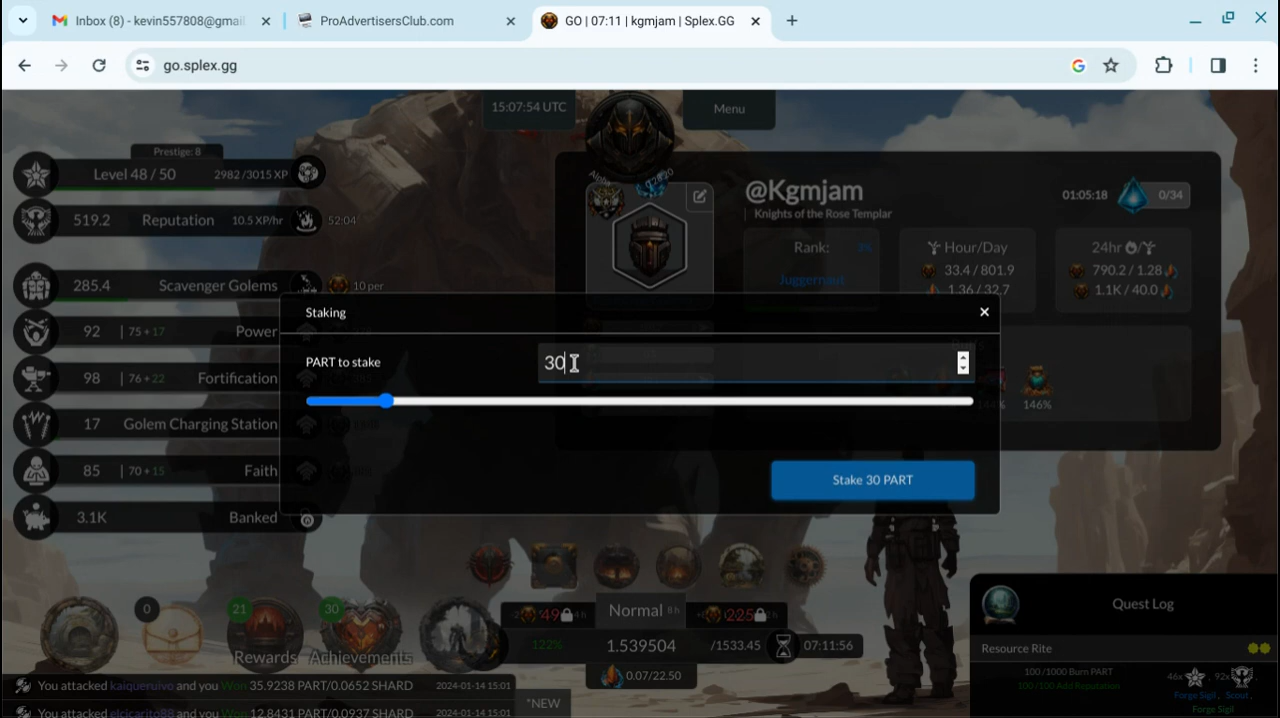 Inbox (8) - kevin557808@gmai
ProAdvertisersClub.com
GO | 07:11 | kgmjam | Splex.GG
go.splex.gg
15:07:54 UTC
Menu
Prestige: 8
Level 48 / 50
2982 /3015 XP
519.2
Reputation
10.5 XP/hr
52:04
@Kgmjam
Knights of the Rose Templar
01:05:18
0/34
Rank:
Juggernaut
Hour/Day
33.4 / 801.9
1.36 / 32.7
24hr
790.2 / 1.28
1.1K / 40.0
285.4
Scavenger Golems
10 per
92
| 75 + 17
Power
98
| 76 + 22
Fortification
17
Golem Charging Station
85
| 70 + 15
Faith
3.1K
Banked
Staking
PART to stake
30
Stake 30 PART
146%
0
21
30
Rewards
Achievements
49
Normal 8 h
225
122%
1.539504
/1533.45
07:11:56
0.07/22.50
Quest Log
Resource Rite
100 /1000 Burn PART
100 /100 Add Reputation
46x
, 92x
Forge Sigil, Scout,
Forge Sigil
You attacked kaiqueruivo and you Won 35.9238 PART/0.0652 SHARD
2024-01-14 15:01
You attacked elcicarito88 and you Won 12.8431 PART/0.0937 SHARD
2024-01-14 15:01
*NEW